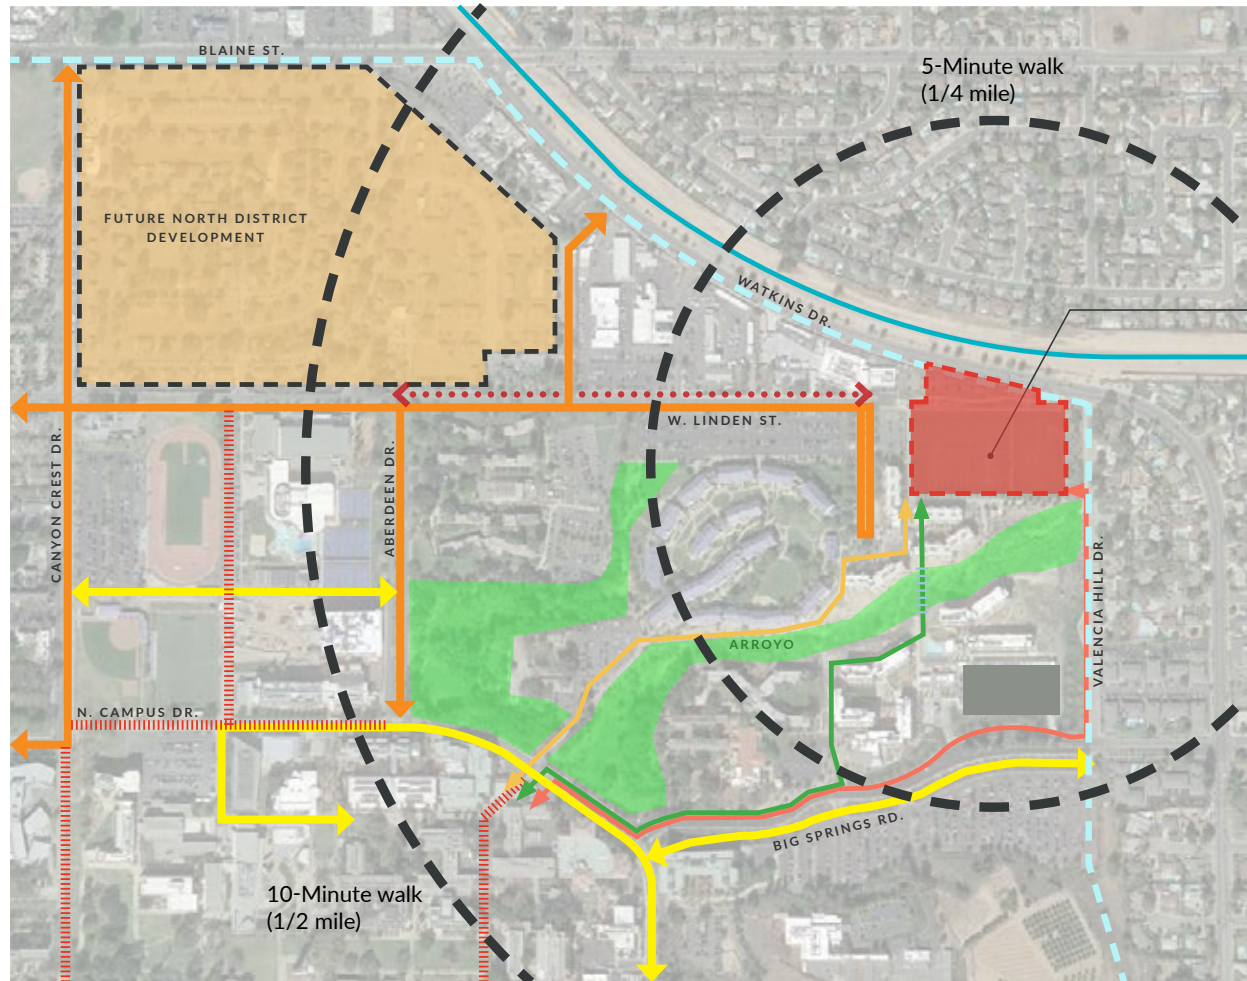 BLAINE ST.
5-Minute walk
(1/4 mile)
FUTURE NORTH DISTRICT
DEVELOPMENT
WATKINS DR.
W. LINDEN ST.
CANYON CREST DR.
ABERDEEN DR.
VALENCIA HILL DR.
ARROYO
N. CAMPUS DR.
BIG SPRINGS RD.
10-Minute walk
(1/2 mile)